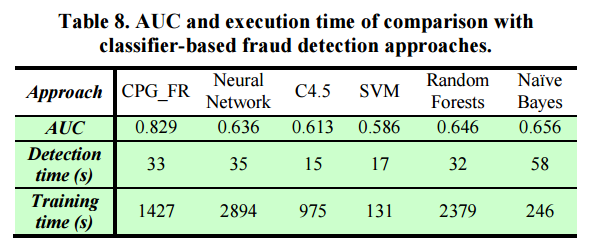 Table 8. AUC and execution time of comparison with
classifier-based fraud detection approaches.
Approach CPG_FR Neural Network C4.5 SVM Random Forests Naïve Bayes
AUC 0.829 0.636 0.613 0.586 0.646 0.656
Detection time (s) 33 35 15 17 32 58
Training time (s) 1427 2894 975 131 2379 246